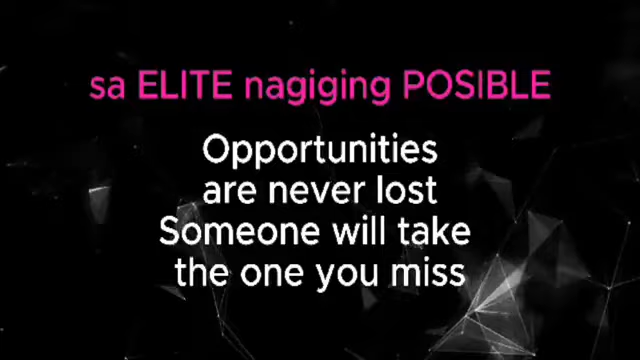 sa ELITE nagiging POSIBLE
Opportunities
are never lost
Someone will take
the one you miss